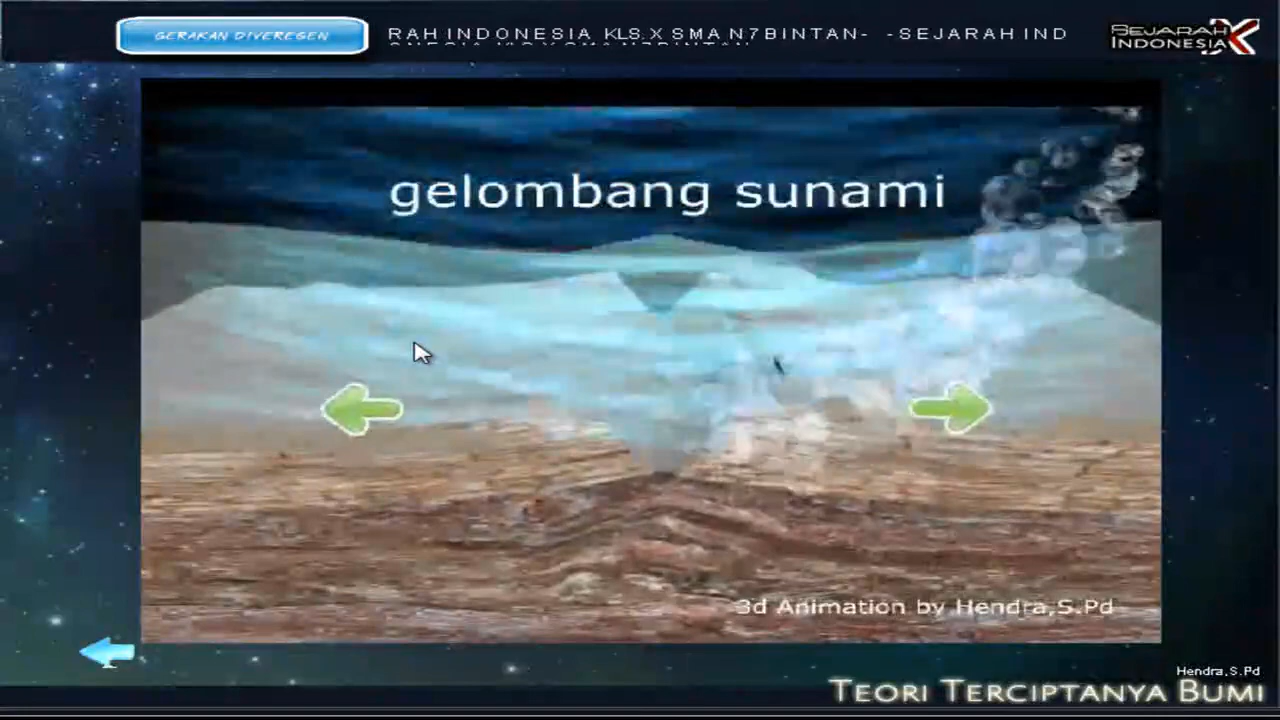 GERAKAN DIVEREGEN
RAH INDONESIA KLS.X SMA N7BINTAN- -SEJARAH IND
SEJARAH
INDONESIA
gelombang sunami
3d Animation by Hendra,S.Pd
Hendra,S.Pd
TEORI TERCIPTANYA BUMI